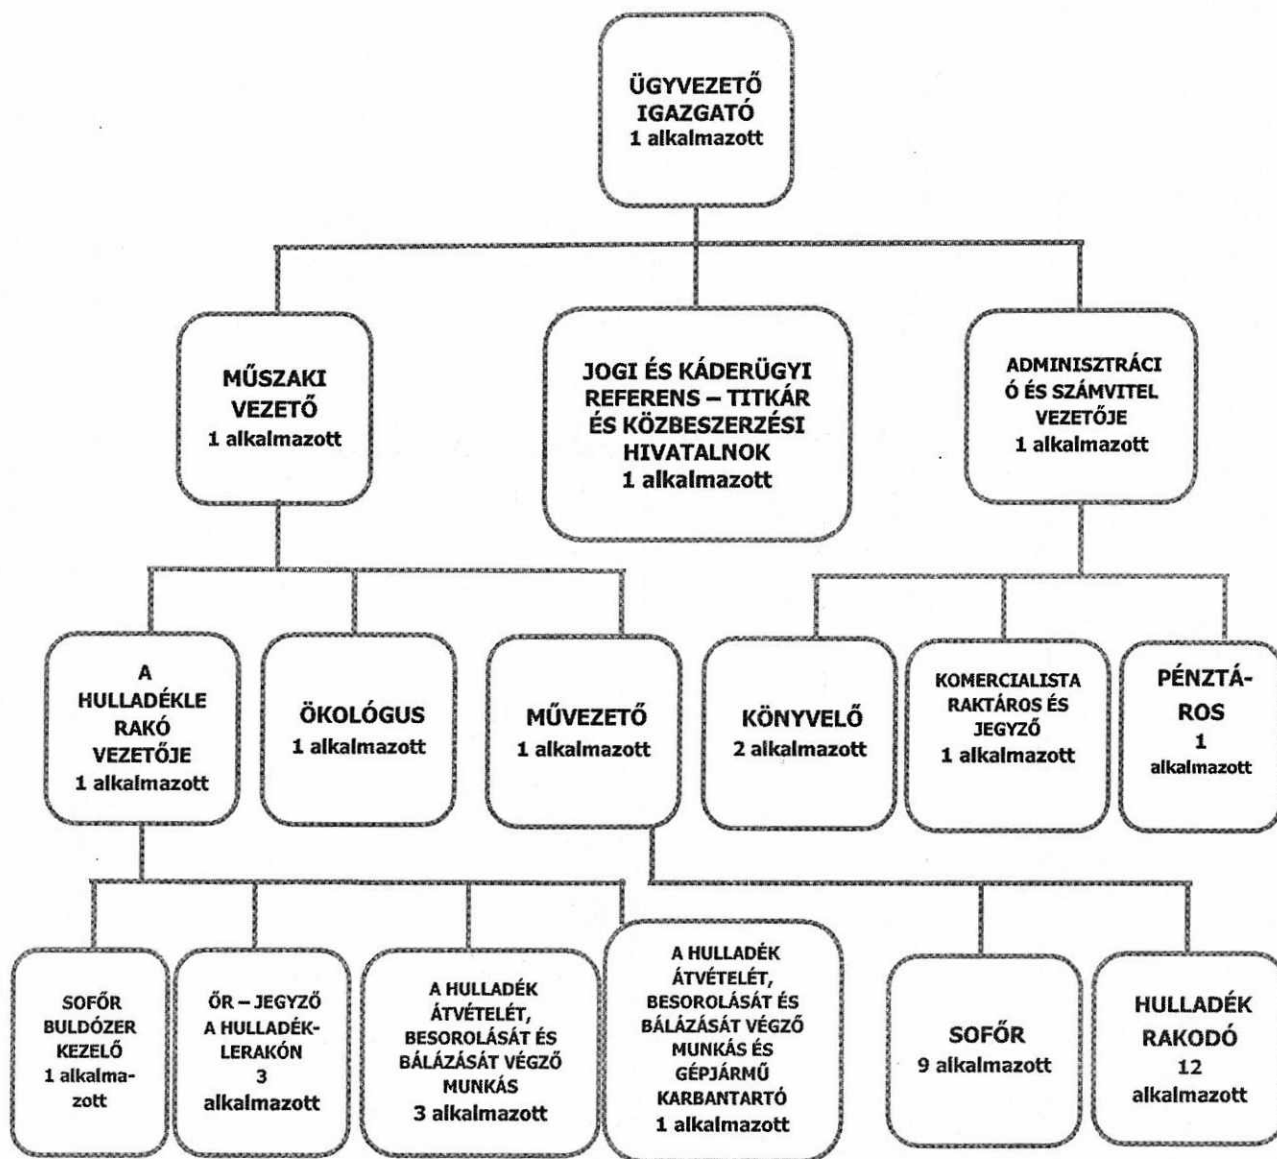 ÜGYVEZETŐ
IGAZGATÓ
1 alkalmazott
MŰSZAKI
VEZETŐ
1 alkalmazott
JOGI ÉS KÁDERÜGYI
REFERENS – TITKÁR
ÉS KÖZBESZERZÉSI
HIVATALNOK
1 alkalmazott
ADMINISZTRÁCI
Ó ÉS SZÁMVITEL
VEZETŐJE
1 alkalmazott
A
HULLADÉKLE
RAKÓ
VEZETŐJE
1 alkalmazott
ÖKOLÓGUS
1 alkalmazott
MŰVEZETŐ
1 alkalmazott
KÖNYVELŐ
2 alkalmazott
KOMERCIALISTA
RAKTÁROS ÉS
JEGYZŐ
1 alkalmazott
PÉNZTÁ-
ROS
1
alkalmazott
SOFŐR
BULDÓZER
KEZELŐ
1 alkalma-
zott
ŐR – JEGYZŐ
A HULLADÉK-
LERAKÓN
3
alkalmazott
A HULLADÉK
ÁTVÉTELÉT,
BESOROLÁSÁT ÉS
BÁLÁZÁSÁT VÉGZŐ
MUNKÁS
3 alkalmazott
A HULLADÉK
ÁTVÉTELÉT,
BESOROLÁSÁT ÉS
BÁLÁZÁSÁT VÉGZŐ
MUNKÁS ÉS
GÉPJÁRMŰ
KARBANTARTÓ
1 alkalmazott
SOFŐR
9 alkalmazott
HULLADÉK
RAKODÓ
12
alkalmazott